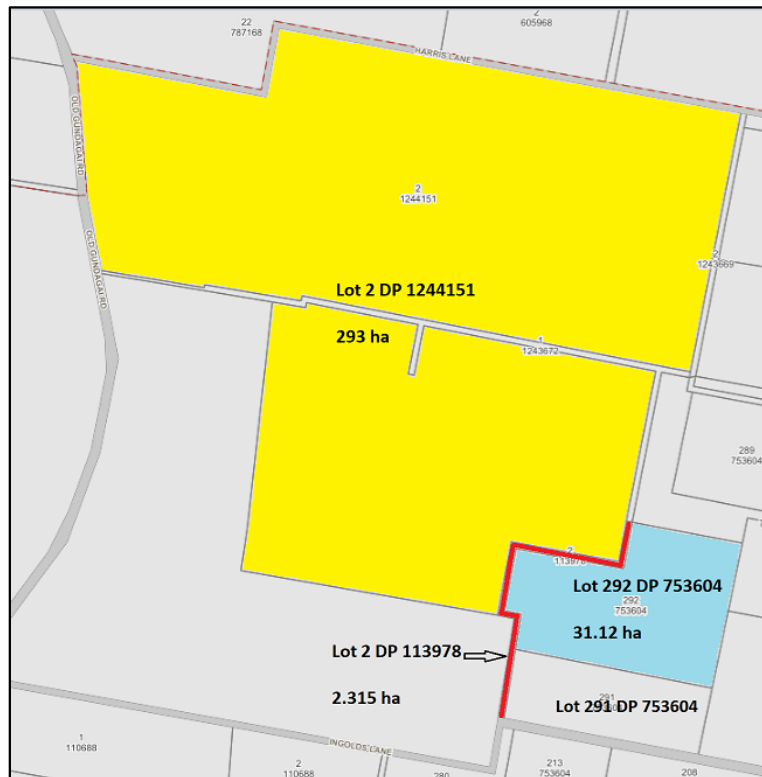 22
787168
2
605968
HARRIS LANE
OLD GUNDAGAI RD
2
1244151
OLD GUNDAGAI RD
2
1243669
Lot 2 DP 1244151
293 ha
1
1243672
289
753604
2
113978
Lot 292 DP 753604
292
753604
31.12 ha
Lot 2 DP 113978
2.315 ha
291
Lot 291 DP 753604
INGOLDS LANE
1
110688
2
110688
280
213
753604
208